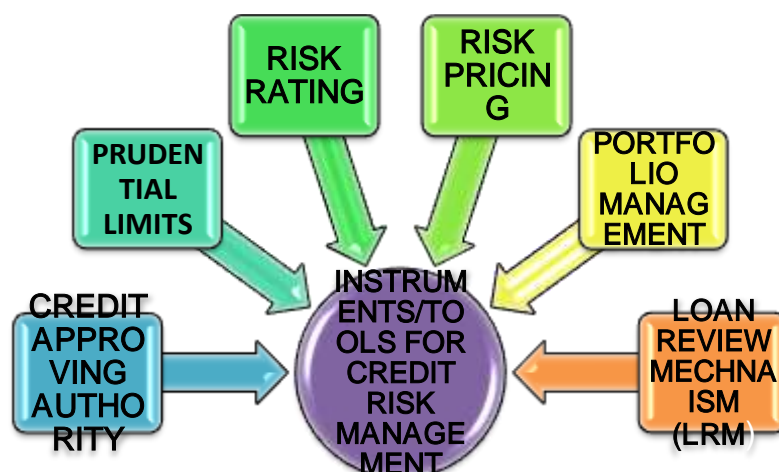 RISK
RATING
RISK
PRICIN
G
PRUDEN
TIAL
LIMITS
PORTFO
LIO
MANAG
EMENT
CREDIT
APPRO
VING
AUTHO
RITY
INSTRUM
ENTS/TO
OLS FOR
CREDIT
RISK
MANAGE
MENT
LOAN
REVIEW
MECHNA
ISM
(LRM)